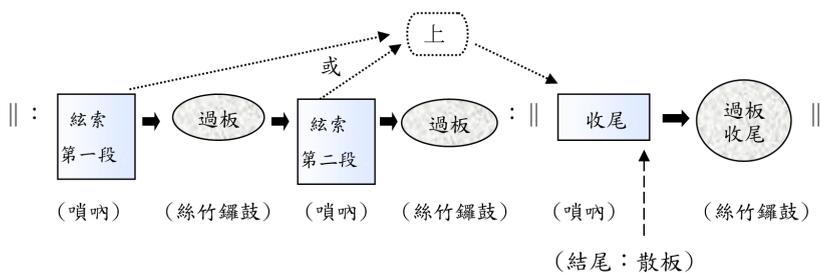 上
或
‖：
絃索
第一段
過板
絃索
第二段
過板
：‖
收尾
過板
收尾
‖
（嗩吶）
（絲竹鑼鼓）
（嗩吶）
（絲竹鑼鼓）
（嗩吶）
（絲竹鑼鼓）
（結尾：散板）